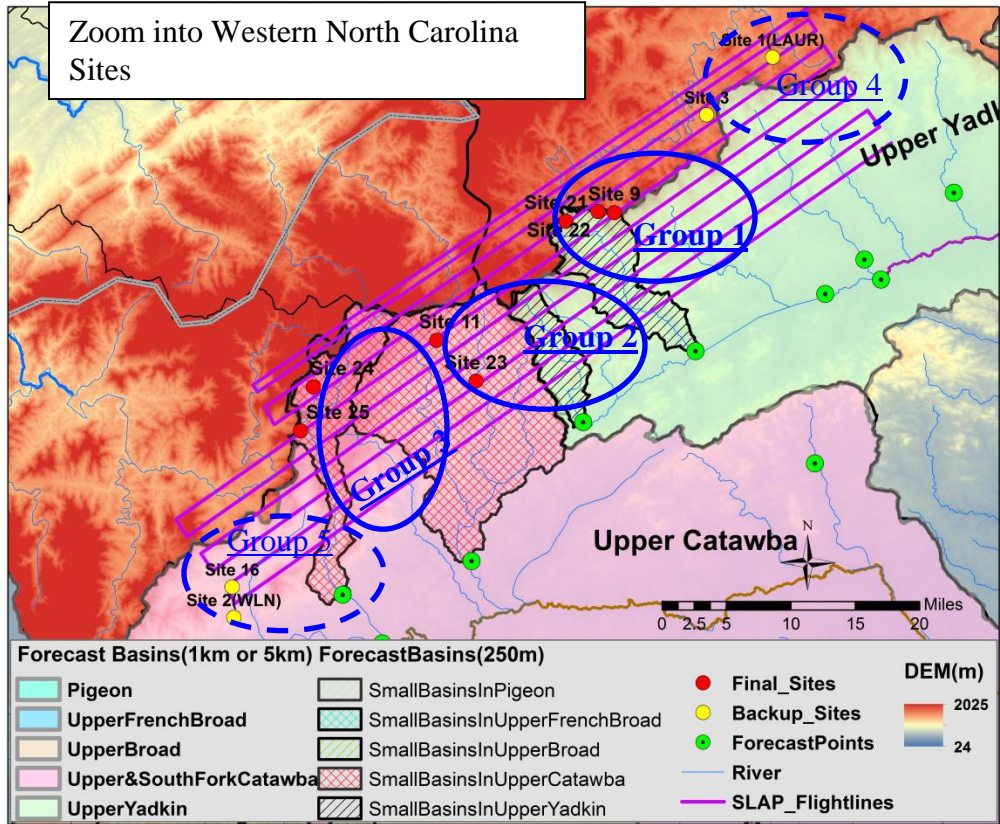 Zoom into Western North Carolina
Sites
Site 1(LAUR)
Group 4
Site 3
Upper Yadl
Site 21
Site 9
Site 22
Group 1
Site 11
Group 2
Site 23
Site 24
Site 25
Group 3
Group 5
Site 16
Site 2(WLN)
Upper Catawba
N
Miles
0 2.5 5 10 15 20
Forecast Basins(1km or 5km)
Pigeon
UpperFrenchBroad
UpperBroad
Upper&SouthForkCatawba
UpperYadkin
ForecastBasins(250m)
SmallBasinsInPigeon
SmallBasinsInUpperFrenchBroad
SmallBasinsInUpperBroad
SmallBasinsInUpperCatawba
SmallBasinsInUpperYadkin
Final_Sites
Backup_Sites
ForecastPoints
River
SLAP_Flightlines
DEM(m)
2025
24